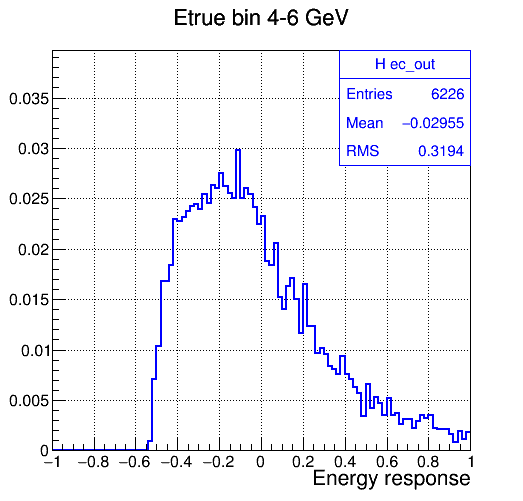 Etrue bin 4-6 GeV
H ec_out
Entries 6226
Mean −0.02955
RMS 0.3194
0.035
0.03
0.025
0.02
0.015
0.01
0.005
0
−1 −0.8 −0.6 −0.4 −0.2 0 0.2 0.4 0.6 0.8 1
Energy response